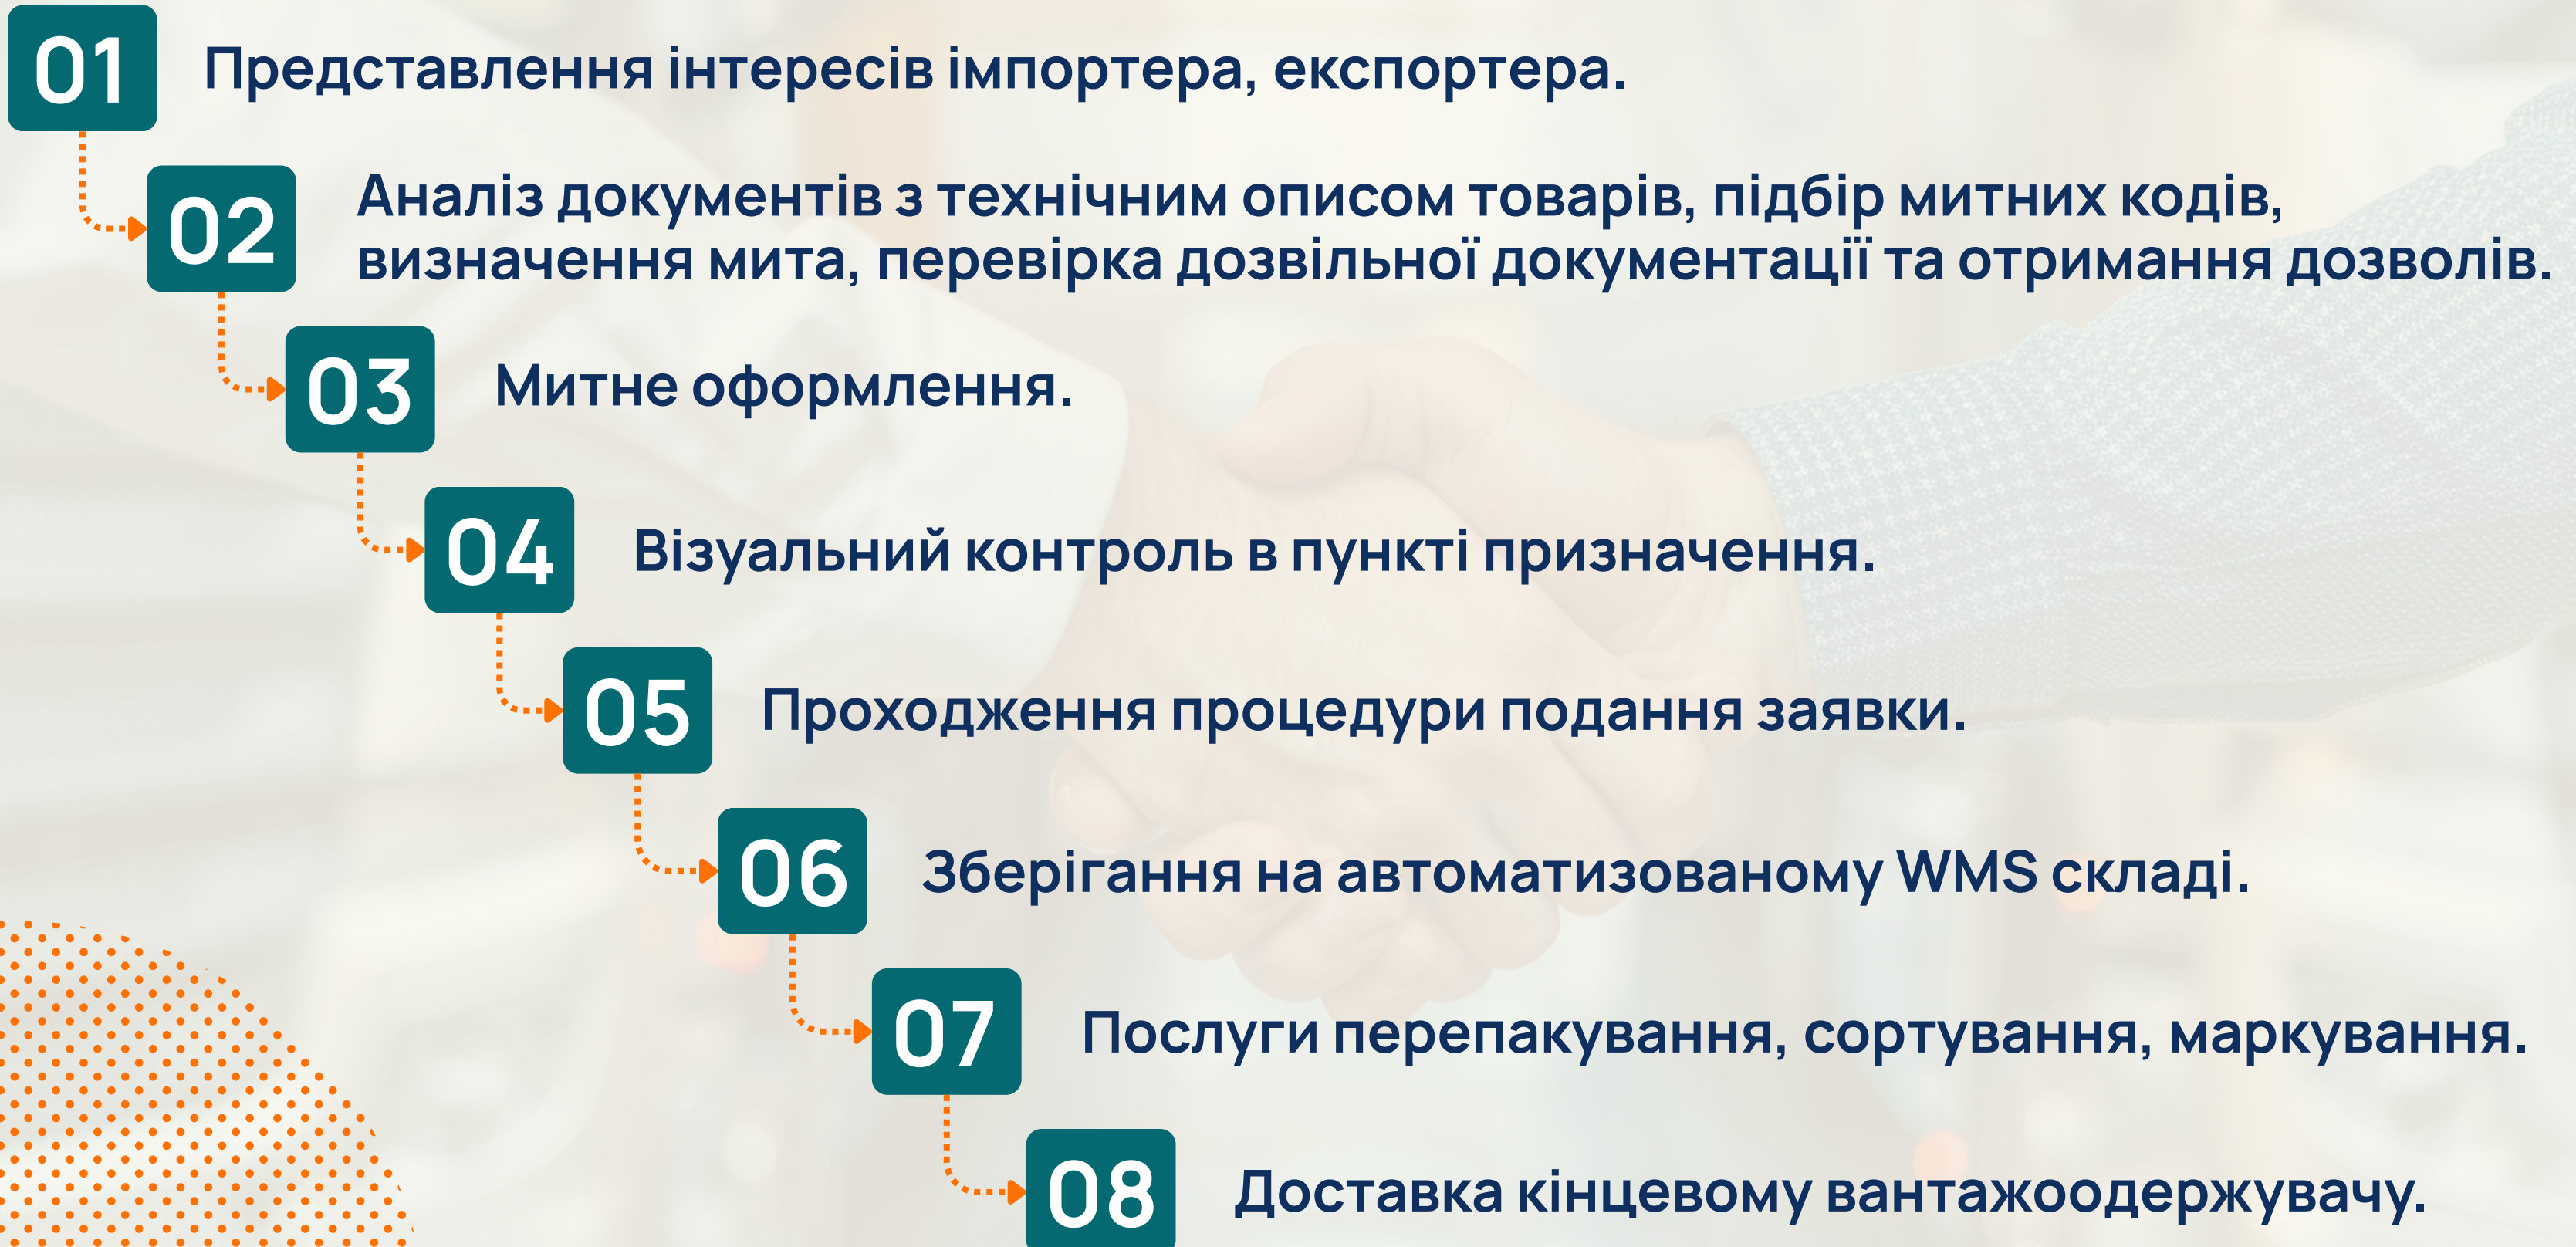 01
Представлення інтересів імпортера, експортера.
02
Аналіз документів з технічним описом товарів, підбір митних кодів,
визначення мита, перевірка дозвільної документації та отримання дозволів.
03
Митне оформлення.
04
Візуальний контроль в пункті призначення.
05
Проходження процедури подання заявки.
06
Зберігання на автоматизованому WMS складі.
07
Послуги перепакування, сортування, маркування.
08
Доставка кінцевому вантажоодержувачу.